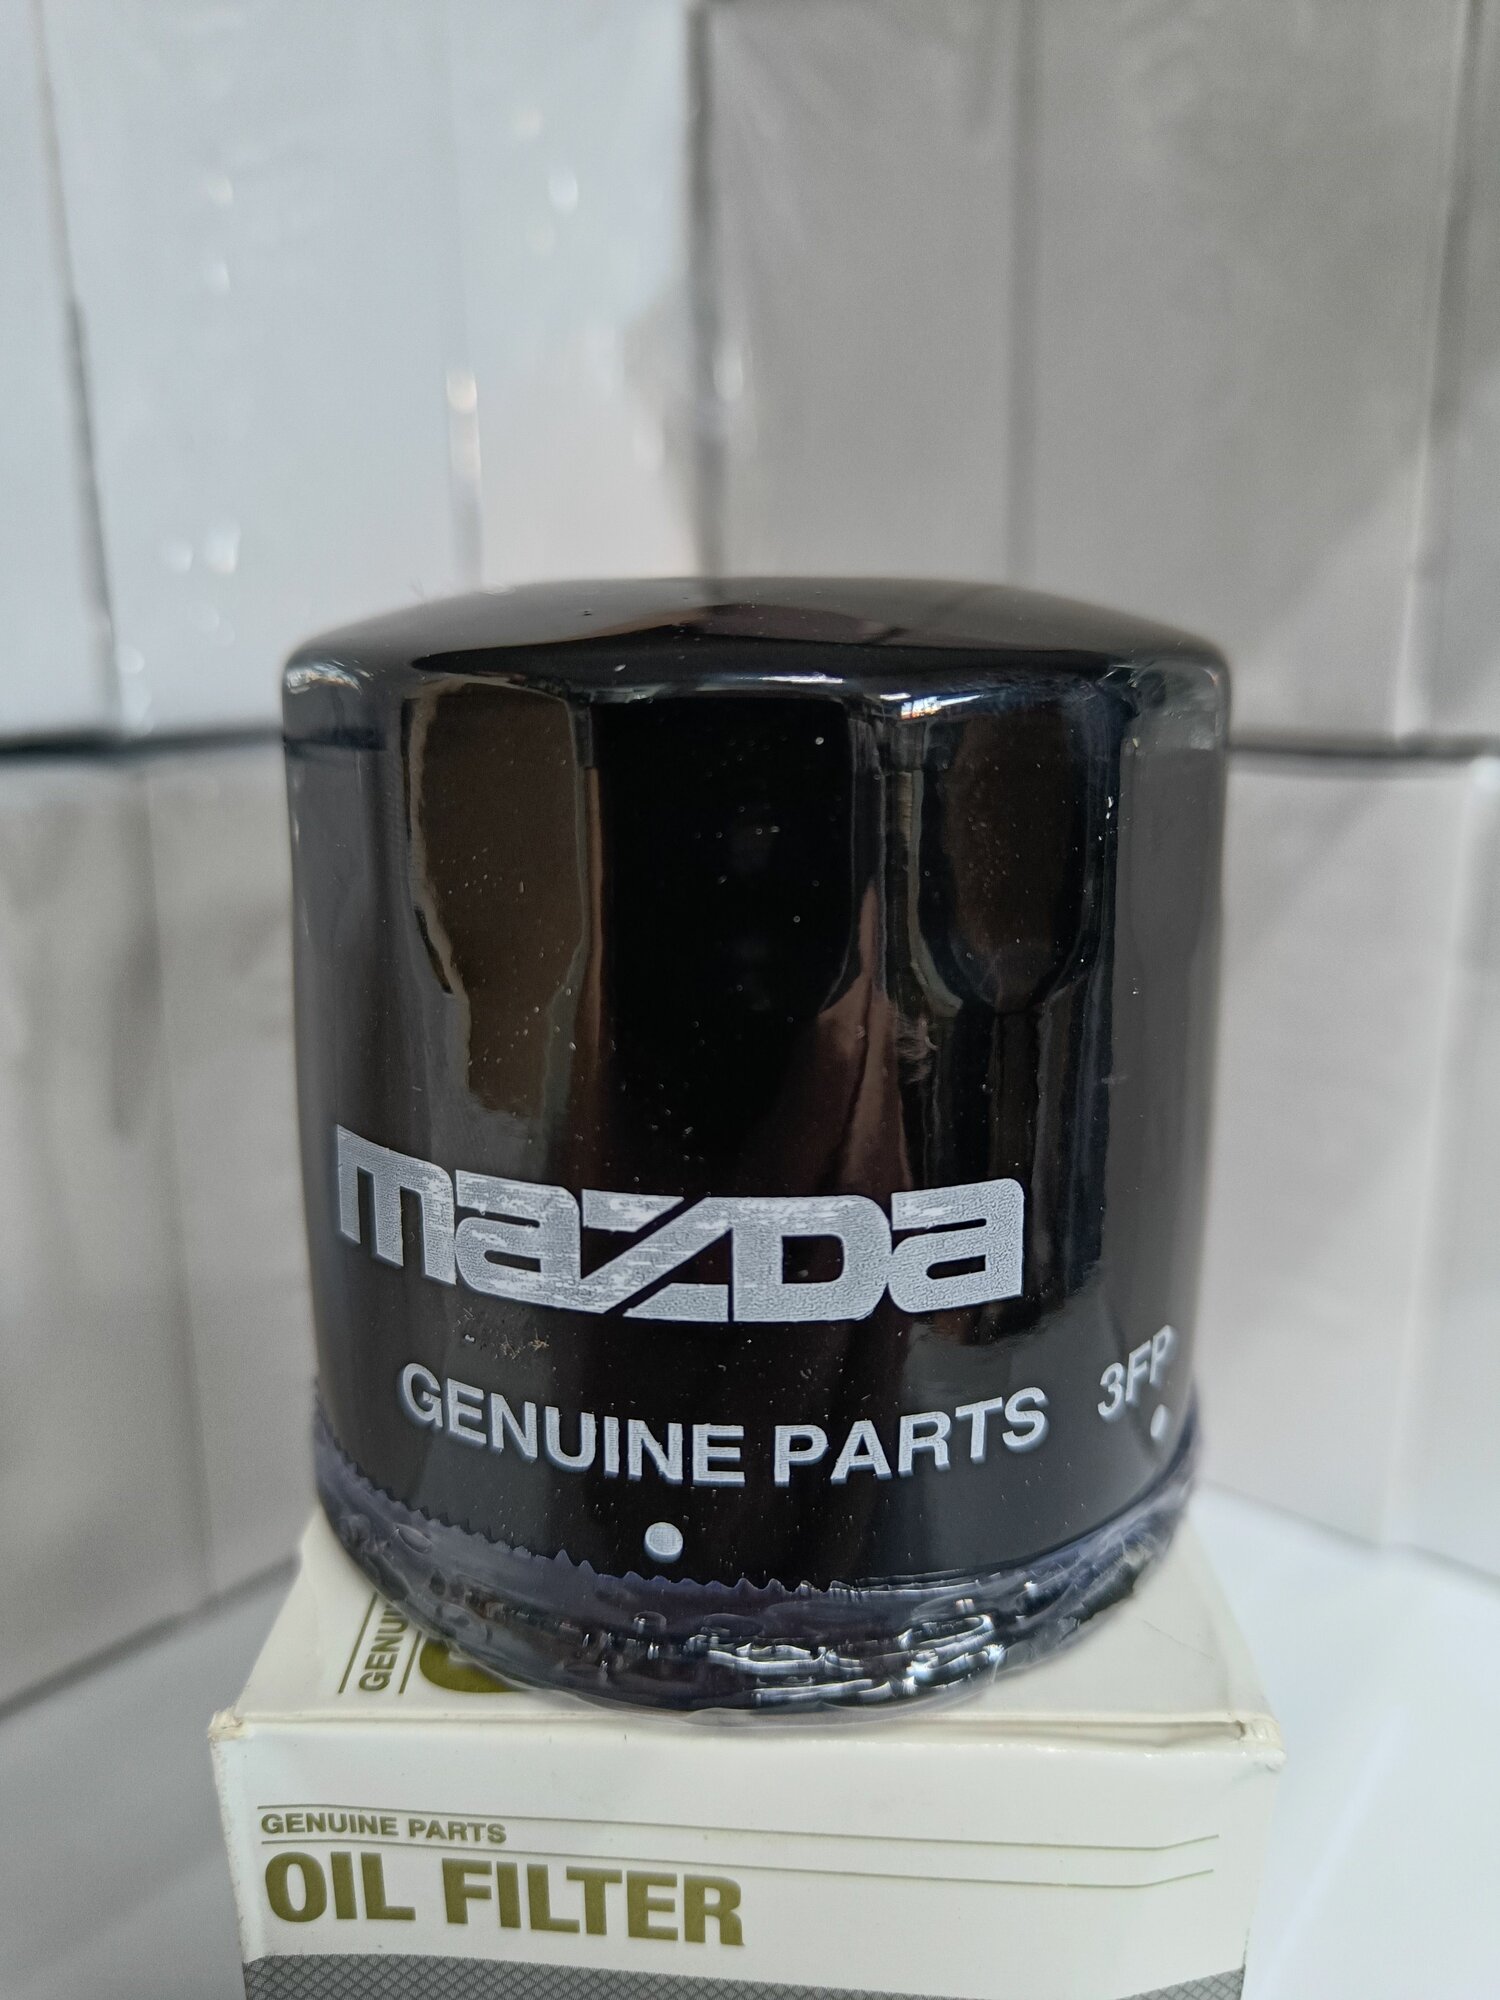 mazda
GENUINE PARTS 3FP
GENUINE PARTS
OIL FILTER